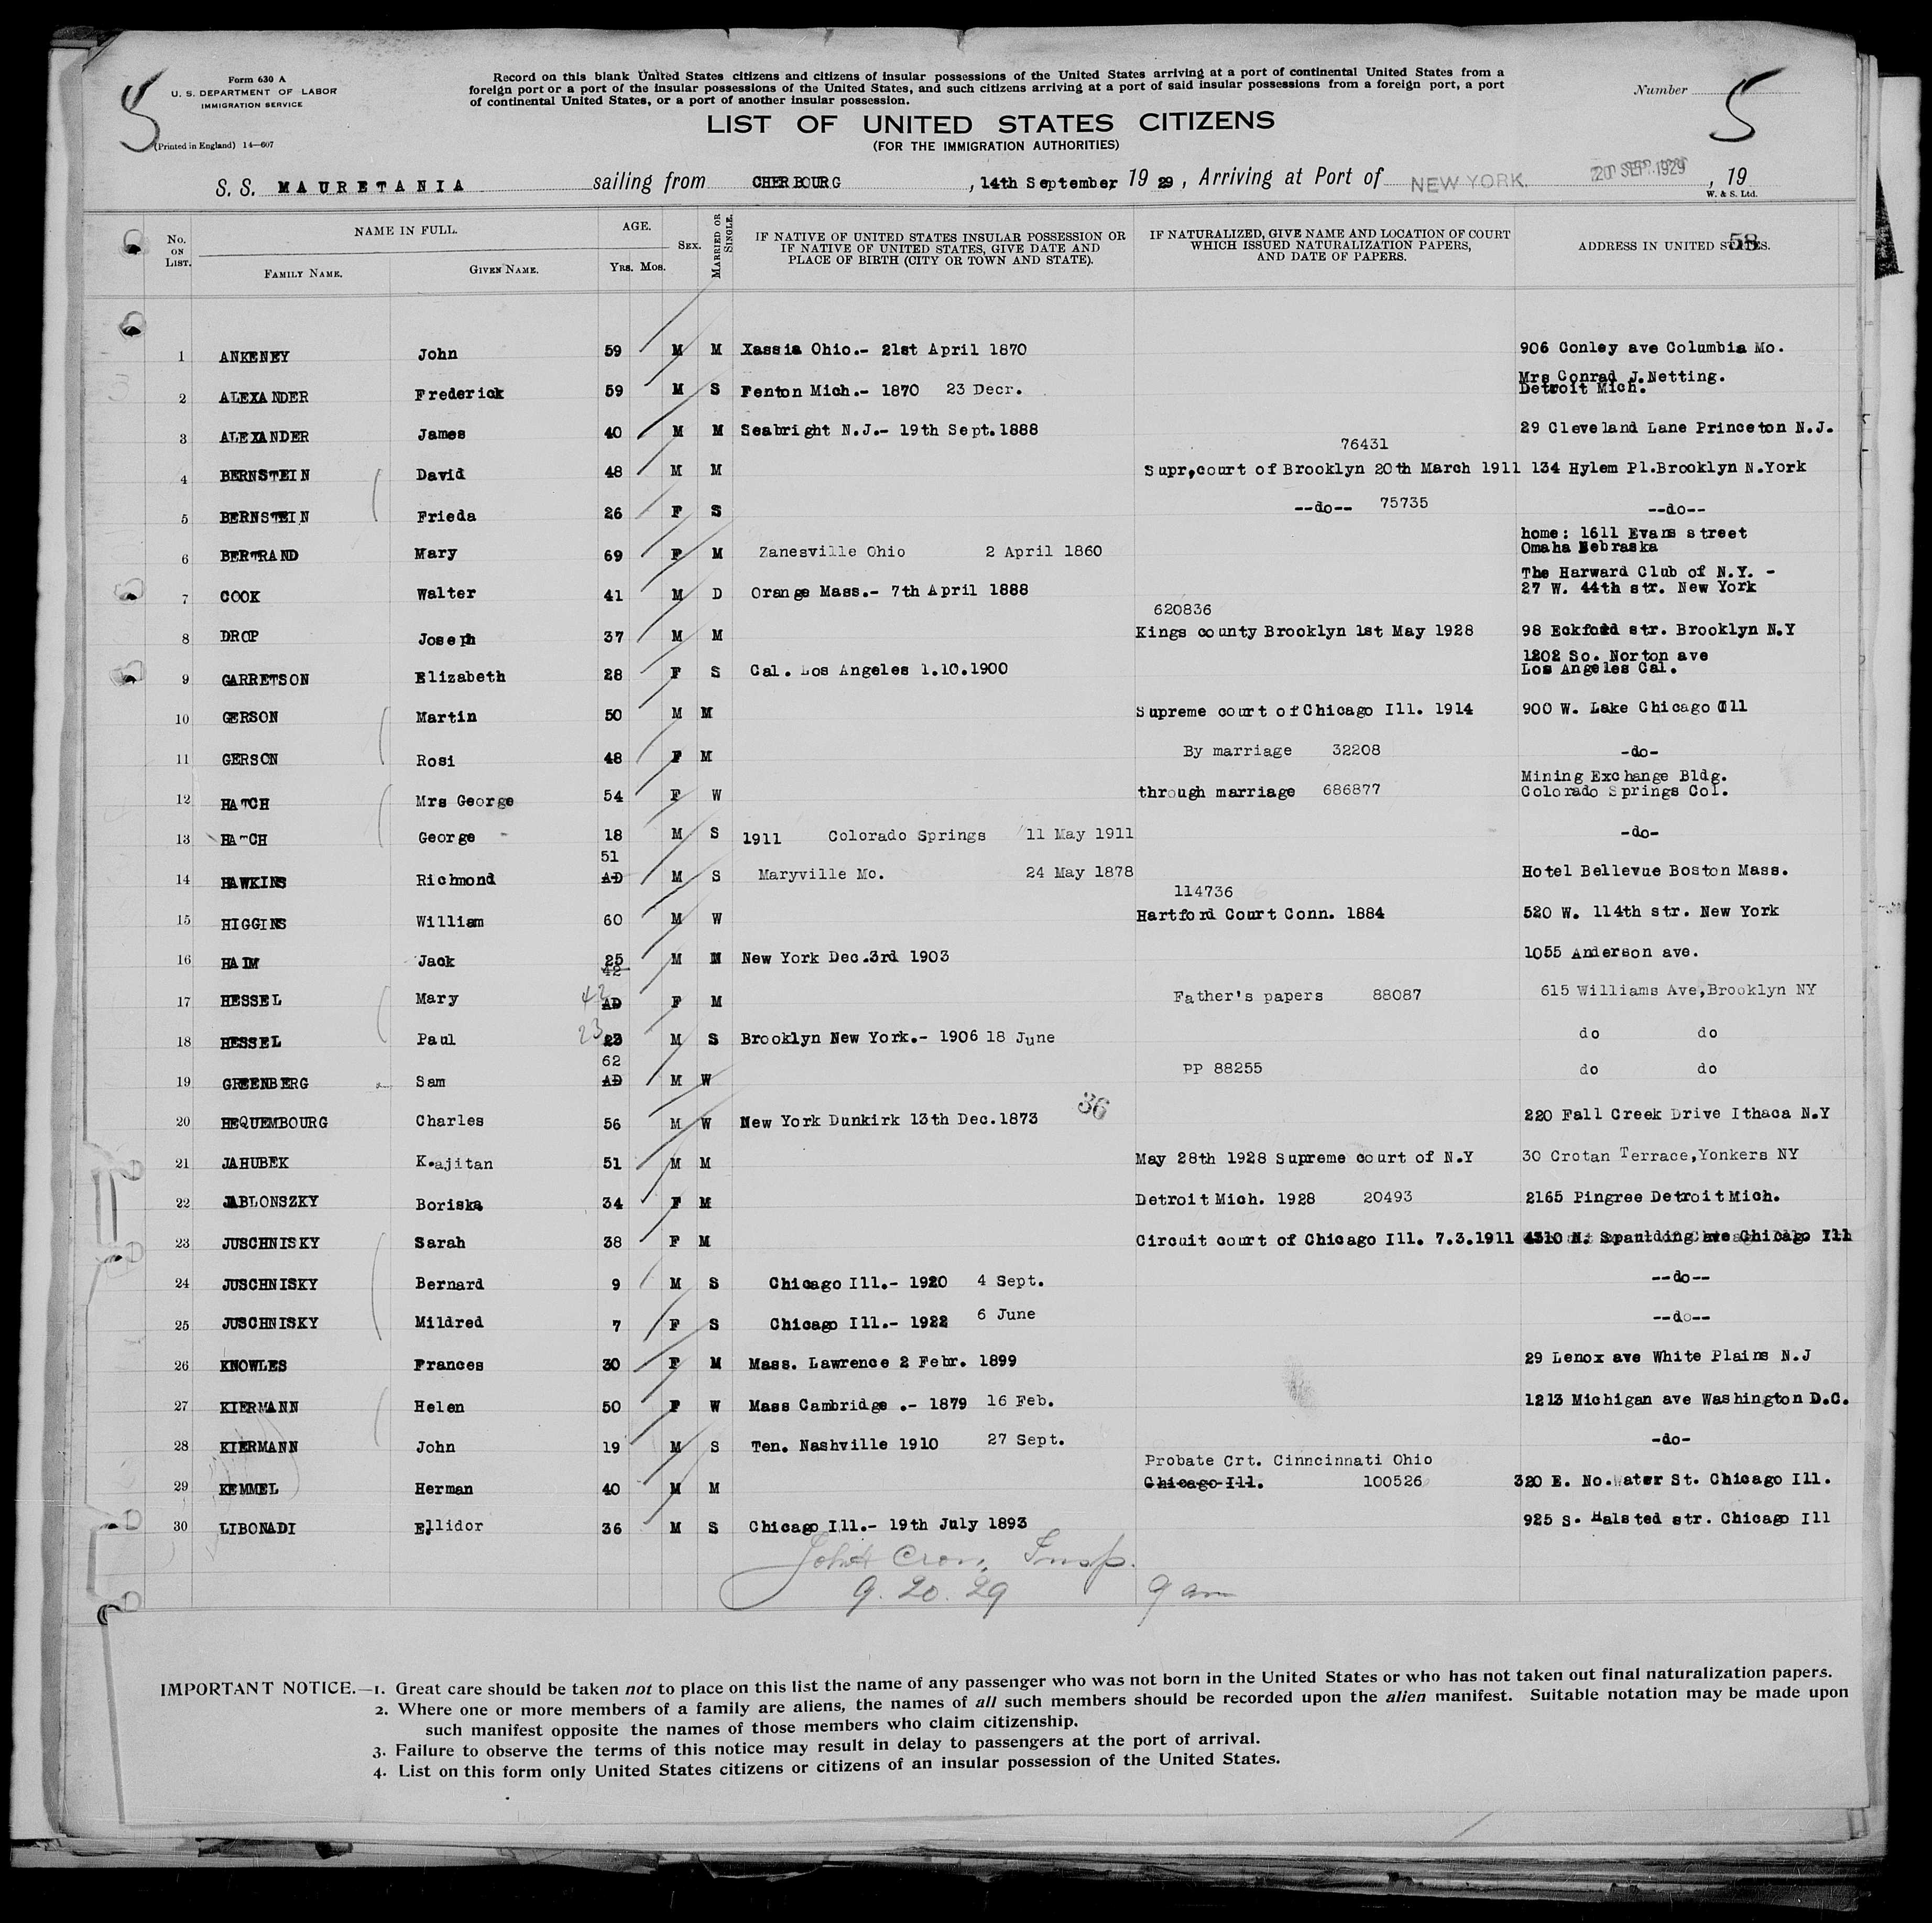 5
Form 630 A
U. S. DEPARTMENT OF LABOR
IMMIGRATION SERVICE
(Printed in England) 14—607
Record on this blank United States citizens and citizens of insular possessions of the United States arriving at a port of continental United States from a
foreign port or a port of the insular possessions of the United States, and such citizens arriving at a port of said insular possessions from a foreign port, a port
of continental United States, or a port of another insular possession.
Number 5
LIST OF UNITED STATES CITIZENS
(FOR THE IMMIGRATION AUTHORITIES)
S. S. MAURETANIA sailing from CHERBOURG , 14th September 19 29, Arriving at Port of NEW YORK. 20 SEP 1929 , 19
W. & S. Ltd.
No. ON LIST. NAME IN FULL. FAMILY NAME. GIVEN NAME. AGE. YRS. MOS. SEX. MARRIED OR SINGLE. IF NATIVE OF UNITED STATES INSULAR POSSESSION OR IF NATIVE OF UNITED STATES, GIVE DATE AND PLACE OF BIRTH (CITY OR TOWN AND STATE). IF NATURALIZED, GIVE NAME AND LOCATION OF COURT WHICH ISSUED NATURALIZATION PAPERS, AND DATE OF PAPERS. ADDRESS IN UNITED STATES. 58
1 ANKENEY John 59 M M Xassia Ohio.- 21st April 1870 906 Conley ave Columbia Mo.
2 ALEXANDER Frederick 59 M S Fenton Mich.- 1870 23 Decr. Mrs Conrad J.Netting. Detroit Mich.
3 ALEXANDER James 40 M M Seabright N.J.- 19th Sept.1888 29 Cleveland Lane Princeton N.J.
76431
4 BERNSTEIN David 48 M M Supr,court of Brooklyn 20th March 1911 134 Hylem Pl.Brooklyn N.York
5 BERNSTEIN Frieda 26 F S --do-- 75735 --do--
6 BERTRAND Mary 69 F M Zanesville Ohio 2 April 1860 home: 1611 Evans street Omaha Nebraska
7 COOK Walter 41 M D Orange Mass.- 7th April 1888 The Harward Club of N.Y. - 27 W. 44th str. New York
620836
8 DROP Joseph 37 M M Kings county Brooklyn 1st May 1928 98 Eckford str. Brooklyn N.Y
9 GARRETSON Elizabeth 28 F S Cal. Los Angeles 1.10.1900 1202 So. Norton ave Los Angeles Cal.
10 GERSON Martin 50 M M Supreme court of Chicago Ill. 1914 900 W. Lake Chicago Ill
11 GERSON Rosi 48 F M By marriage 32208 -do-
12 HATCH Mrs George 54 F W through marriage 686877 Mining Exchange Bldg. Colorado Springs Col.
13 HATCH George 18 M S 1911 Colorado Springs 11 May 1911 -do-
51
14 HAWKINS Richmond AD M S Maryville Mo. 24 May 1878 Hotel Bellevue Boston Mass.
114736
15 HIGGINS William 60 M W Hartford Court Conn. 1884 520 W. 114th str. New York
16 HAIM Jack 25 M M New York Dec.3rd 1903 1055 Anderson ave.
42
17 HESSEL Mary 42 AD F M Father's papers 88087 615 Williams Ave,Brooklyn NY
18 HESSEL Paul 23 23 M S Brooklyn New York.- 1906 18 June do do
62
19 GREENBERG Sam AD M W PP 88255 do do
36
20 HEQUEMBOURG Charles 56 M W New York Dunkirk 13th Dec.1873 220 Fall Creek Drive Ithaca N.Y
21 JAHUBEK K.ajitan 51 M M May 28th 1928 Supreme court of N.Y 30 Crotan Terrace,Yonkers NY
22 JABLONSZKY Boriska 34 F M Detroit Mich. 1928 20493 2165 Pingree Detroit Mich.
23 JUSCHNISKY Sarah 38 F M Circuit court of Chicago Ill. 7.3.1911 4310 N. Spaulding ave Chicago Ill
24 JUSCHNISKY Bernard 9 M S Chicago Ill.- 1920 4 Sept. --do--
25 JUSCHNISKY Mildred 7 F S Chicago Ill.- 1922 6 June --do--
26 KNOWLES Frances 30 F M Mass. Lawrence 2 Febr. 1899 29 Lenox ave White Plains N.J
27 KIERMANN Helen 50 F W Mass Cambridge .- 1879 16 Feb. 1213 Michigan ave Washington D.C.
28 KIERMANN John 19 M S Ten. Nashville 1910 27 Sept. -do-
Probate Crt. Cinncinnati Ohio
29 KEMMEL Herman 40 M M Chicago Ill. 100526 320 E. No.Water St. Chicago Ill.
30 LIBONADI Ellidor 36 M S Chicago Ill.- 19th July 1893 925 S. Halsted str. Chicago Ill
Cron, Insp.
9. 20. 29 9 am
IMPORTANT NOTICE.—1. Great care should be taken not to place on this list the name of any passenger who was not born in the United States or who has not taken out final naturalization papers.
2. Where one or more members of a family are aliens, the names of all such members should be recorded upon the alien manifest. Suitable notation may be made upon
such manifest opposite the names of those members who claim citizenship.
3. Failure to observe the terms of this notice may result in delay to passengers at the port of arrival.
4. List on this form only United States citizens or citizens of an insular possession of the United States.